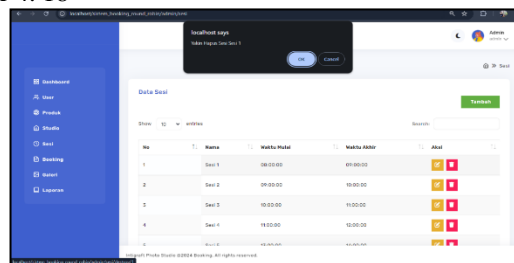 localhost says
Yakin Hapus Sesi Sesi 1
OK
Cancel
Admin
Sesi
Dashboard
User
Produk
Studio
Sesi
Booking
Galeri
Laporan
Data Sesi
Tambah
Show 10 entries
Search:
No Nama Waktu Mulai Waktu Akhir Aksi
1 Sesi 1 08:00:00 09:00:00
2 Sesi 2 09:00:00 10:00:00
3 Sesi 3 10:00:00 11:00:00
4 Sesi 4 11:00:00 12:00:00
Photo Studio @2024 Booking. All rights reserved.